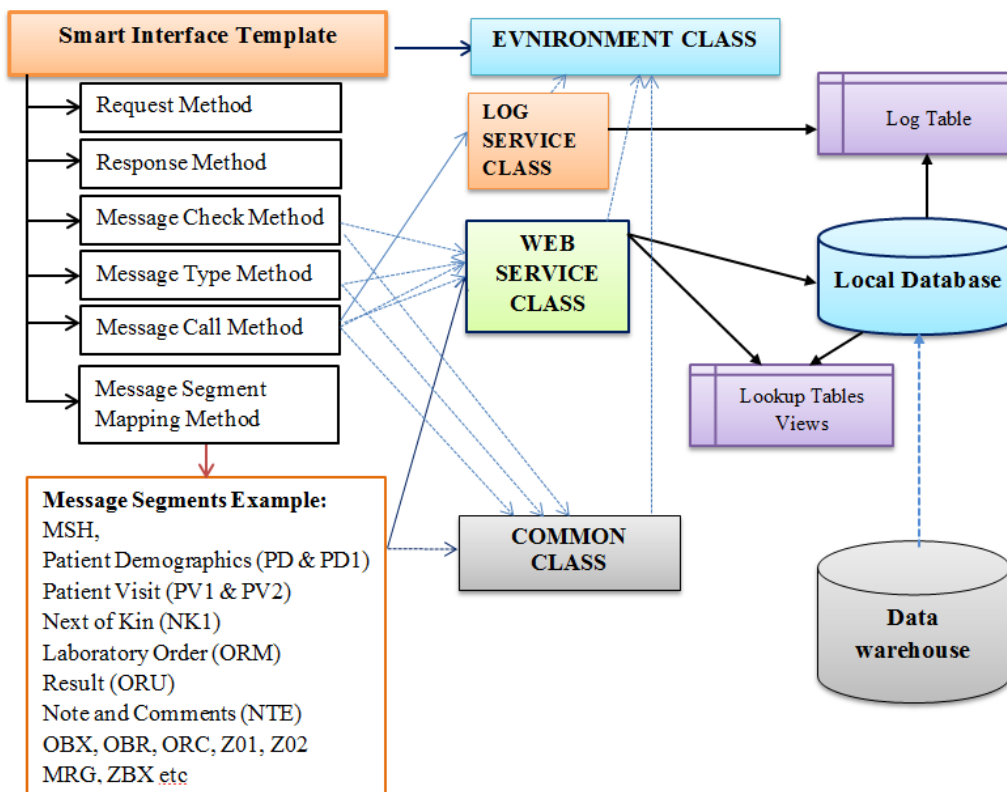 Smart Interface Template
EVNIRONMENT CLASS
Request Method
Response Method
Message Check Method
Message Type Method
Message Call Method
Message Segment
Mapping Method
LOG
SERVICE
CLASS
Log Table
WEB
SERVICE
CLASS
Local Database
Lookup Tables
Views
Message Segments Example:
MSH,
Patient Demographics (PD & PD1)
Patient Visit (PV1 & PV2)
Next of Kin (NK1)
Laboratory Order (ORM)
Result (ORU)
Note and Comments (NTE)
OBX, OBR, ORC, Z01, Z02
MRG, ZBX etc
COMMON
CLASS
Data
warehouse